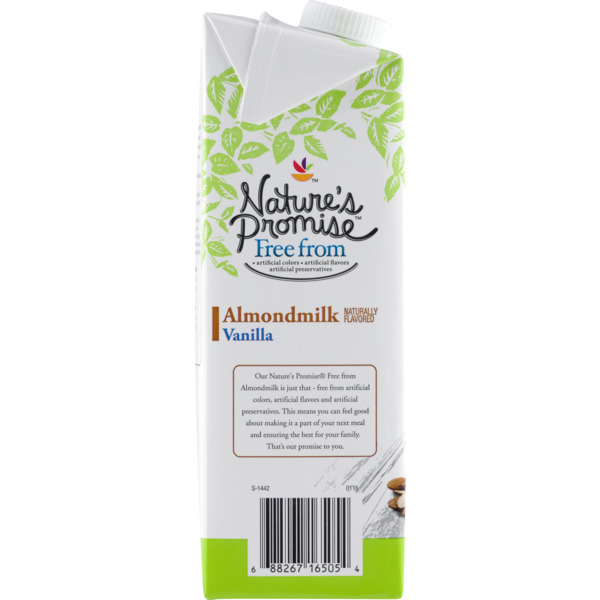 ™
Nature's
Promise™
Free from
• artificial colors • artificial flavors
artificial preservatives
Almondmilk NATURALLY FLAVORED
Vanilla
Our Nature's Promise® Free from
Almondmilk is just that - free from artificial
colors, artificial flavors and artificial
preservatives. This means you can feel good
about making it a part of your next meal
and ensuring the best for your family.
That's our promise to you.
S-1442 0116
6 88267 16505 4